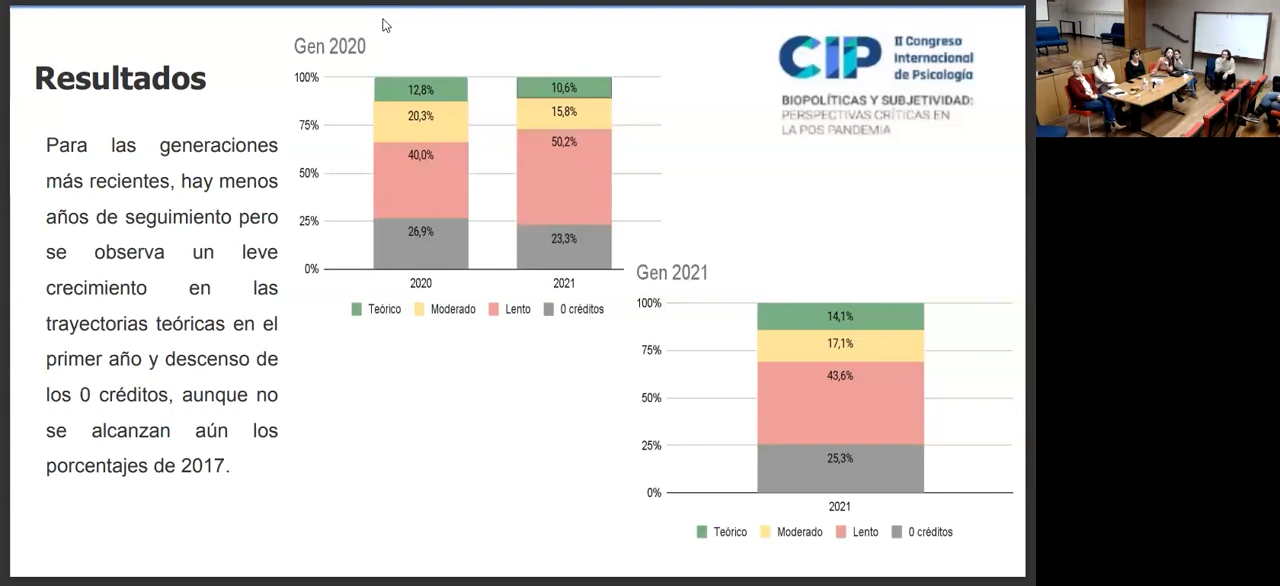 Resultados
Para las generaciones
más recientes, hay menos
años de seguimiento pero
se observa un leve
crecimiento en las
trayectorias teóricas en el
primer año y descenso de
los 0 créditos, aunque no
se alcanzan aún los
porcentajes de 2017.
Gen 2020
100%
75%
50%
25%
0%
12,8%
20,3%
40,0%
26,9%
10,6%
15,8%
50,2%
23,3%
2020 2021
Teórico Moderado Lento 0 créditos
CIP
II Congreso
Internacional
de Psicología
BIOPOLÍTICAS Y SUBJETIVIDAD:
PERSPECTIVAS CRÍTICAS EN
LA POS PANDEMIA
Gen 2021
100%
75%
50%
25%
0%
14,1%
17,1%
43,6%
25,3%
2021
Teórico Moderado Lento 0 créditos